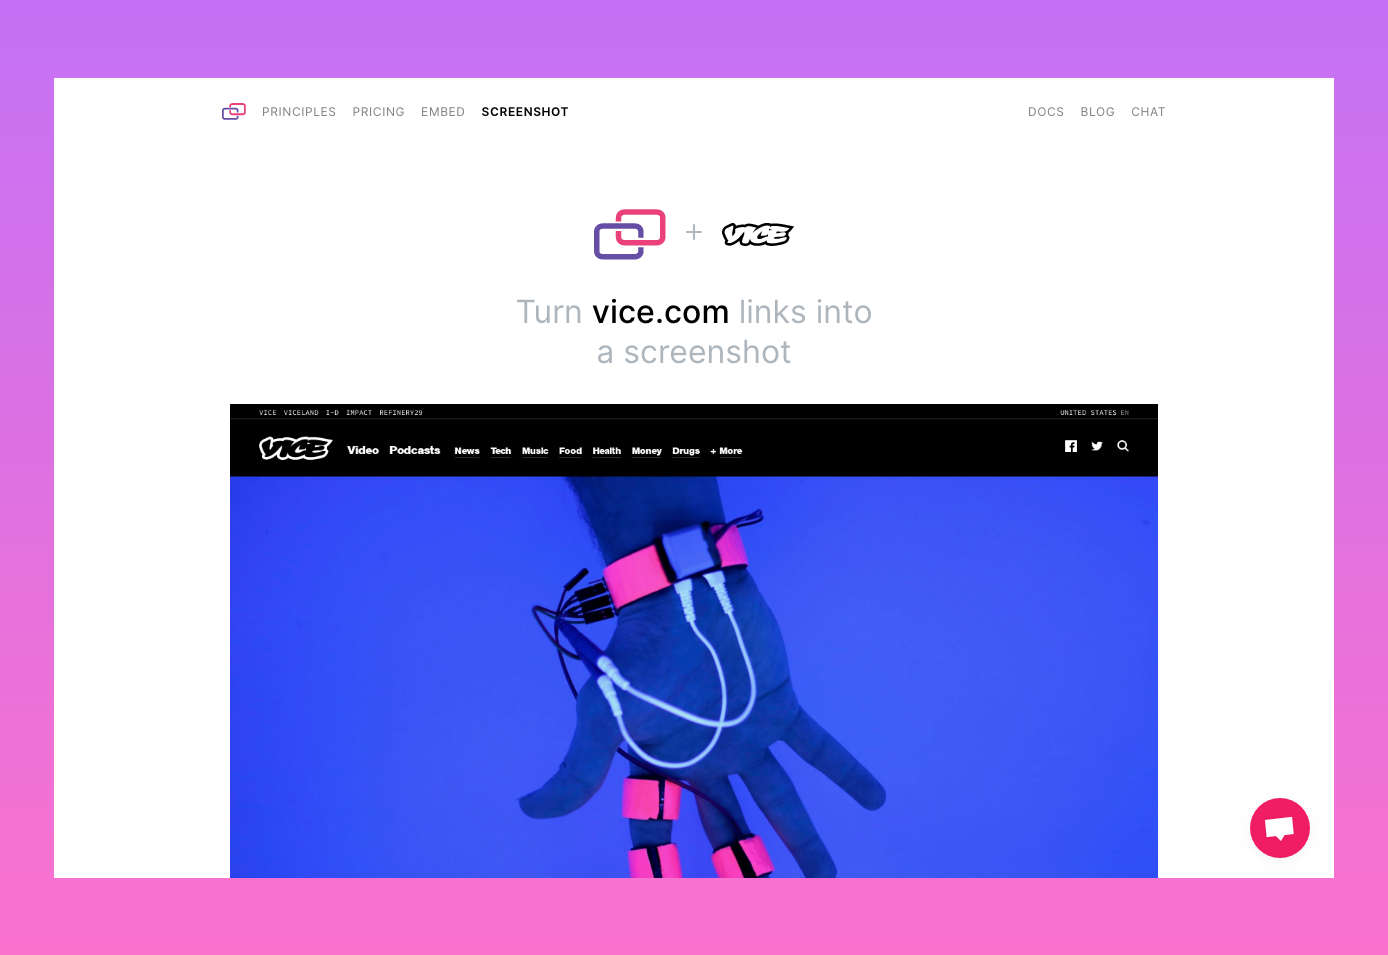 PRINCIPLES PRICING EMBED SCREENSHOT DOCS BLOG CHAT
+ VICE
Turn vice.com links into
a screenshot
VICE VICELAND I-D IMPACT REFINERY29 UNITED STATES EN
VICE Video Podcasts News Tech Music Food Health Money Drugs + More